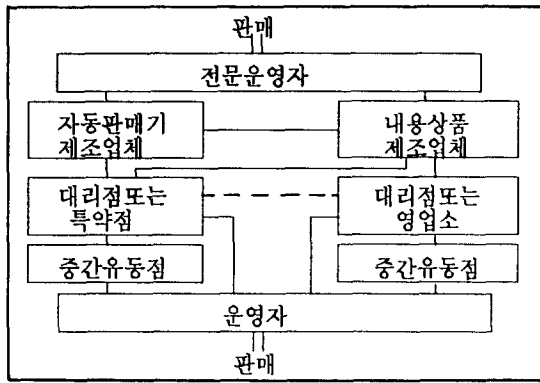 판매
전문운영자
자동판매기
제조업체
내용상품
제조업체
대리점또는
특약점
대리점또는
영업소
중간유동점
중간유동점
운영자
판매